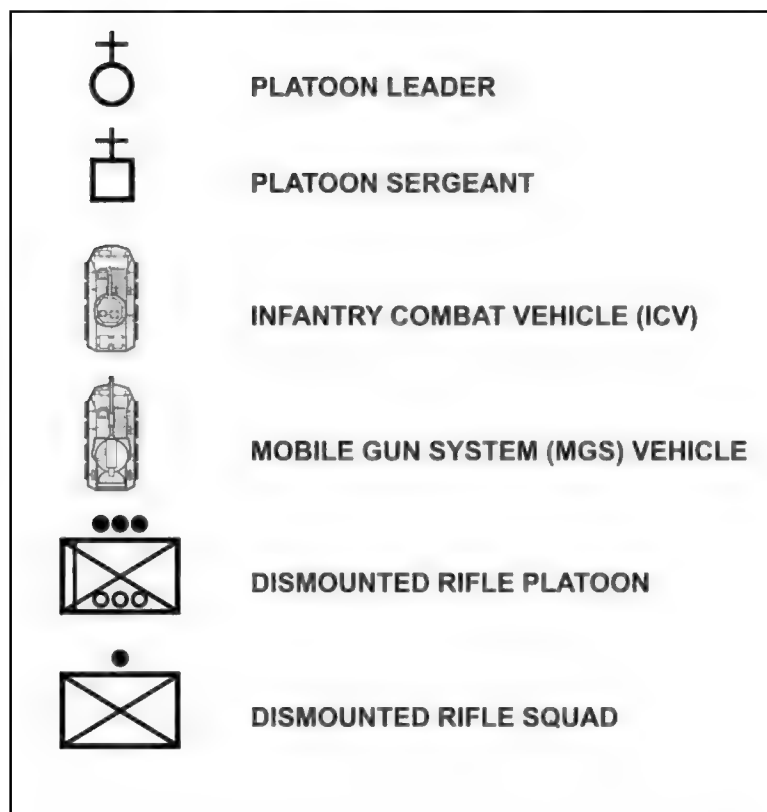 PLATOON LEADER
PLATOON SERGEANT
INFANTRY COMBAT VEHICLE (ICV)
MOBILE GUN SYSTEM (MGS) VEHICLE
DISMOUNTED RIFLE PLATOON
DISMOUNTED RIFLE SQUAD